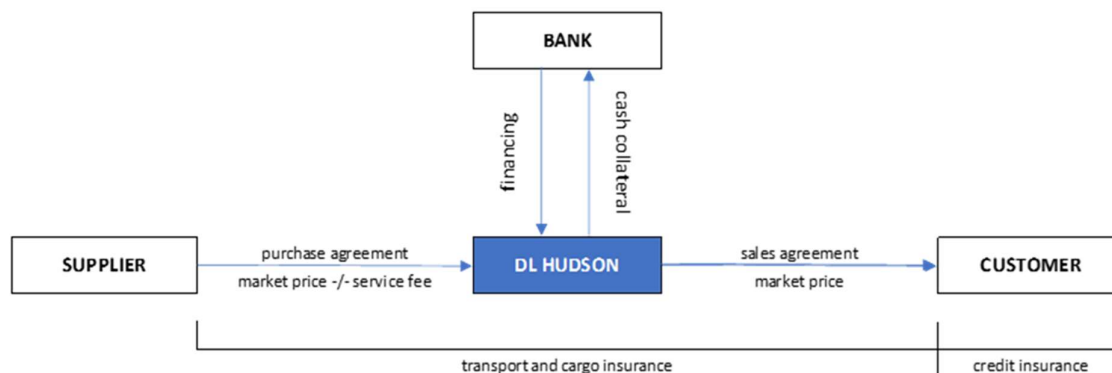 BANK
financing
cash collateral
SUPPLIER
purchase agreement
market price -/- service fee
DL HUDSON
sales agreement
market price
CUSTOMER
transport and cargo insurance
credit insurance